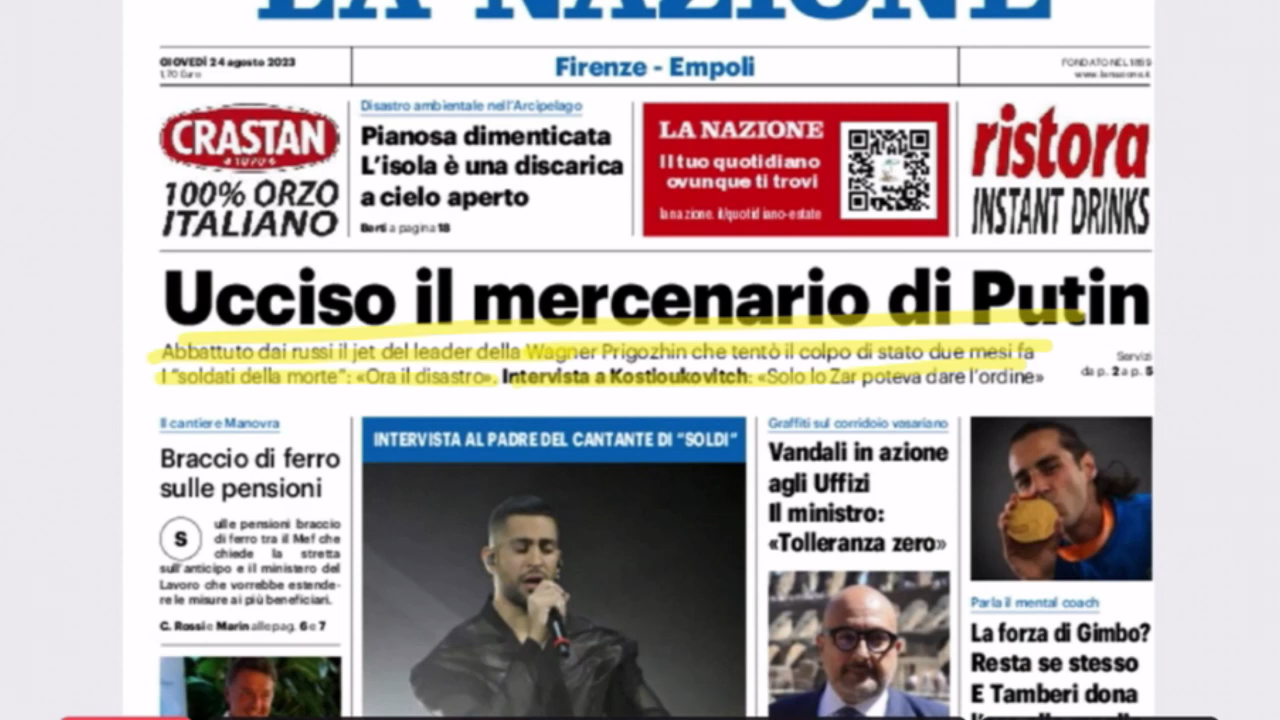 LA NAZIONE
GIOVEDÌ 24 agosto 2023
1,70 Euro
Firenze - Empoli
FONDATO NEL 1859
www.lanazione.it
CRASTAN
100% ORZO
ITALIANO
Disastro ambientale nell'Arcipelago
Pianosa dimenticata
L'isola è una discarica
a cielo aperto
Berti a pagina 18
LA NAZIONE
Il tuo quotidiano
ovunque ti trovi
lanazione.it/quotidiano-estate
ristora
INSTANT DRINKS
Ucciso il mercenario di Putin
Abbattuto dai russi il jet del leader della Wagner Prigozhin che tentò il colpo di stato due mesi fa
I "soldati della morte": «Ora il disastro». Intervista a Kostioukovitch: «Solo lo Zar poteva dare l'ordine»
Servizi
da p. 2 a p. 5
Il cantiere Manovra
Braccio di ferro
sulle pensioni
Sulle pensioni braccio
di ferro tra il Mef che
chiede la stretta
sull'anticipo e il ministero del
Lavoro che vorrebbe estende-
re le misure ai più beneficiari.
C. Rossi e Marin alle pag. 6 e 7
INTERVISTA AL PADRE DEL CANTANTE DI "SOLDI"
Graffiti sul corridoio vasariano
Vandali in azione
agli Uffizi
Il ministro:
«Tolleranza zero»
Parla il mental coach
La forza di Gimbo?
Resta se stesso
E Tamberi dona